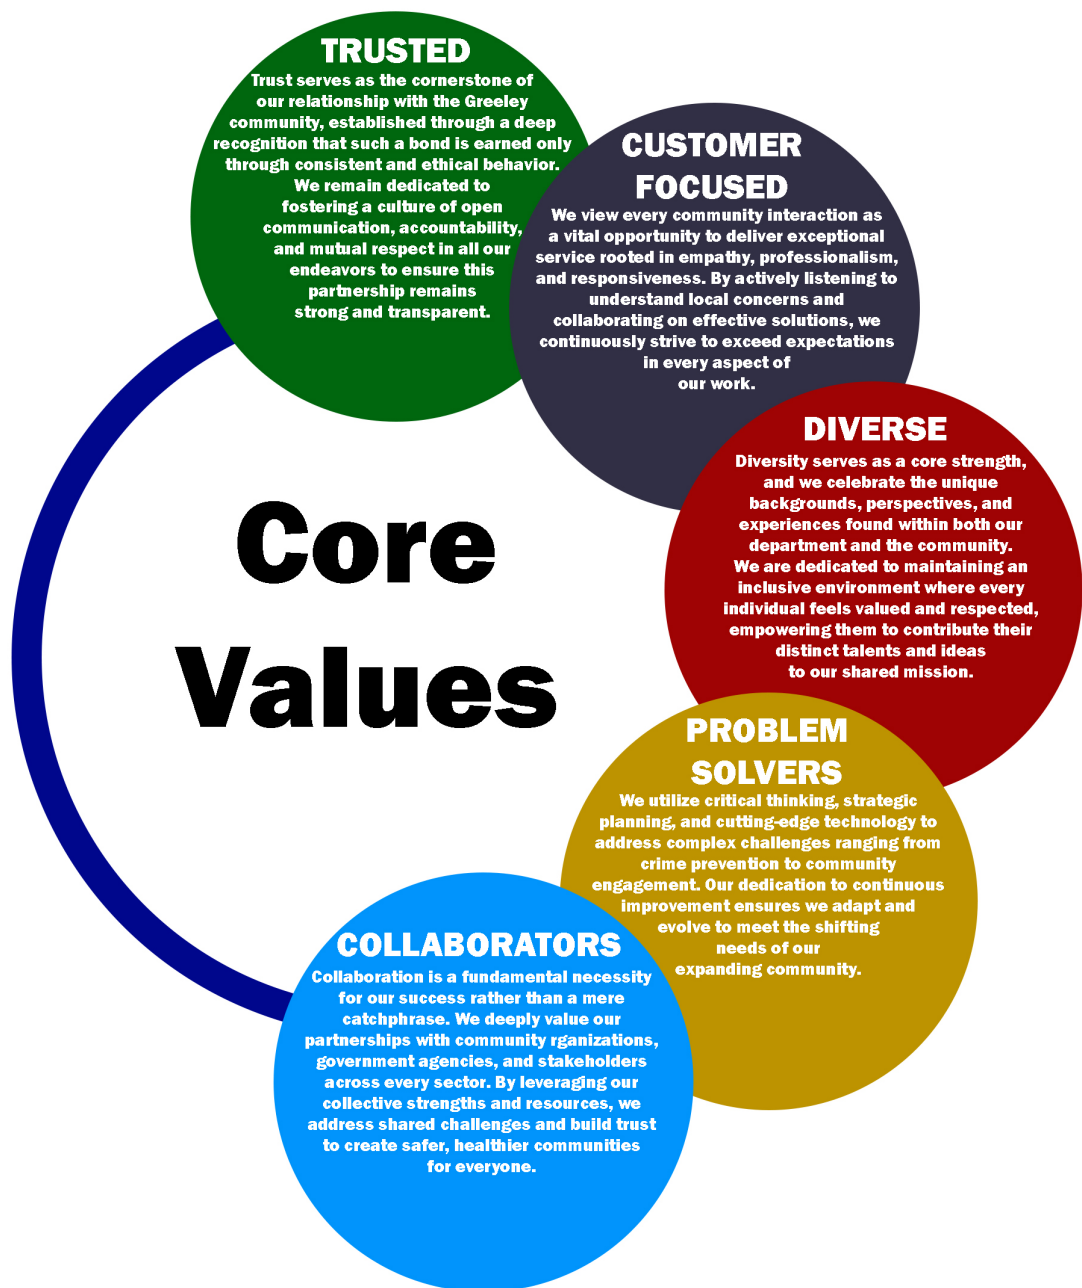 TRUSTED
Trust serves as the cornerstone of
our relationship with the Greeley
community, established through a deep
recognition that such a bond is earned only
through consistent and ethical behavior.
We remain dedicated to
fostering a culture of open
communication, accountability,
and mutual respect in all our
endeavors to ensure this
partnership remains
strong and transparent.
CUSTOMER
FOCUSED
We view every community interaction as
a vital opportunity to deliver exceptional
service rooted in empathy, professionalism,
and responsiveness. By actively listening to
understand local concerns and
collaborating on effective solutions, we
continuously strive to exceed expectations
in every aspect of
our work.
DIVERSE
Diversity serves as a core strength,
and we celebrate the unique
backgrounds, perspectives, and
experiences found within both our
department and the community.
We are dedicated to maintaining an
inclusive environment where every
individual feels valued and respected,
empowering them to contribute their
distinct talents and ideas
to our shared mission.
Core
Values
PROBLEM
SOLVERS
We utilize critical thinking, strategic
planning, and cutting-edge technology to
address complex challenges ranging from
crime prevention to community
engagement. Our dedication to continuous
improvement ensures we adapt and
evolve to meet the shifting
needs of our
expanding community.
COLLABORATORS
Collaboration is a fundamental necessity
for our success rather than a mere
catchphrase. We deeply value our
partnerships with community rganizations,
government agencies, and stakeholders
across every sector. By leveraging our
collective strengths and resources, we
address shared challenges and build trust
to create safer, healthier communities
for everyone.